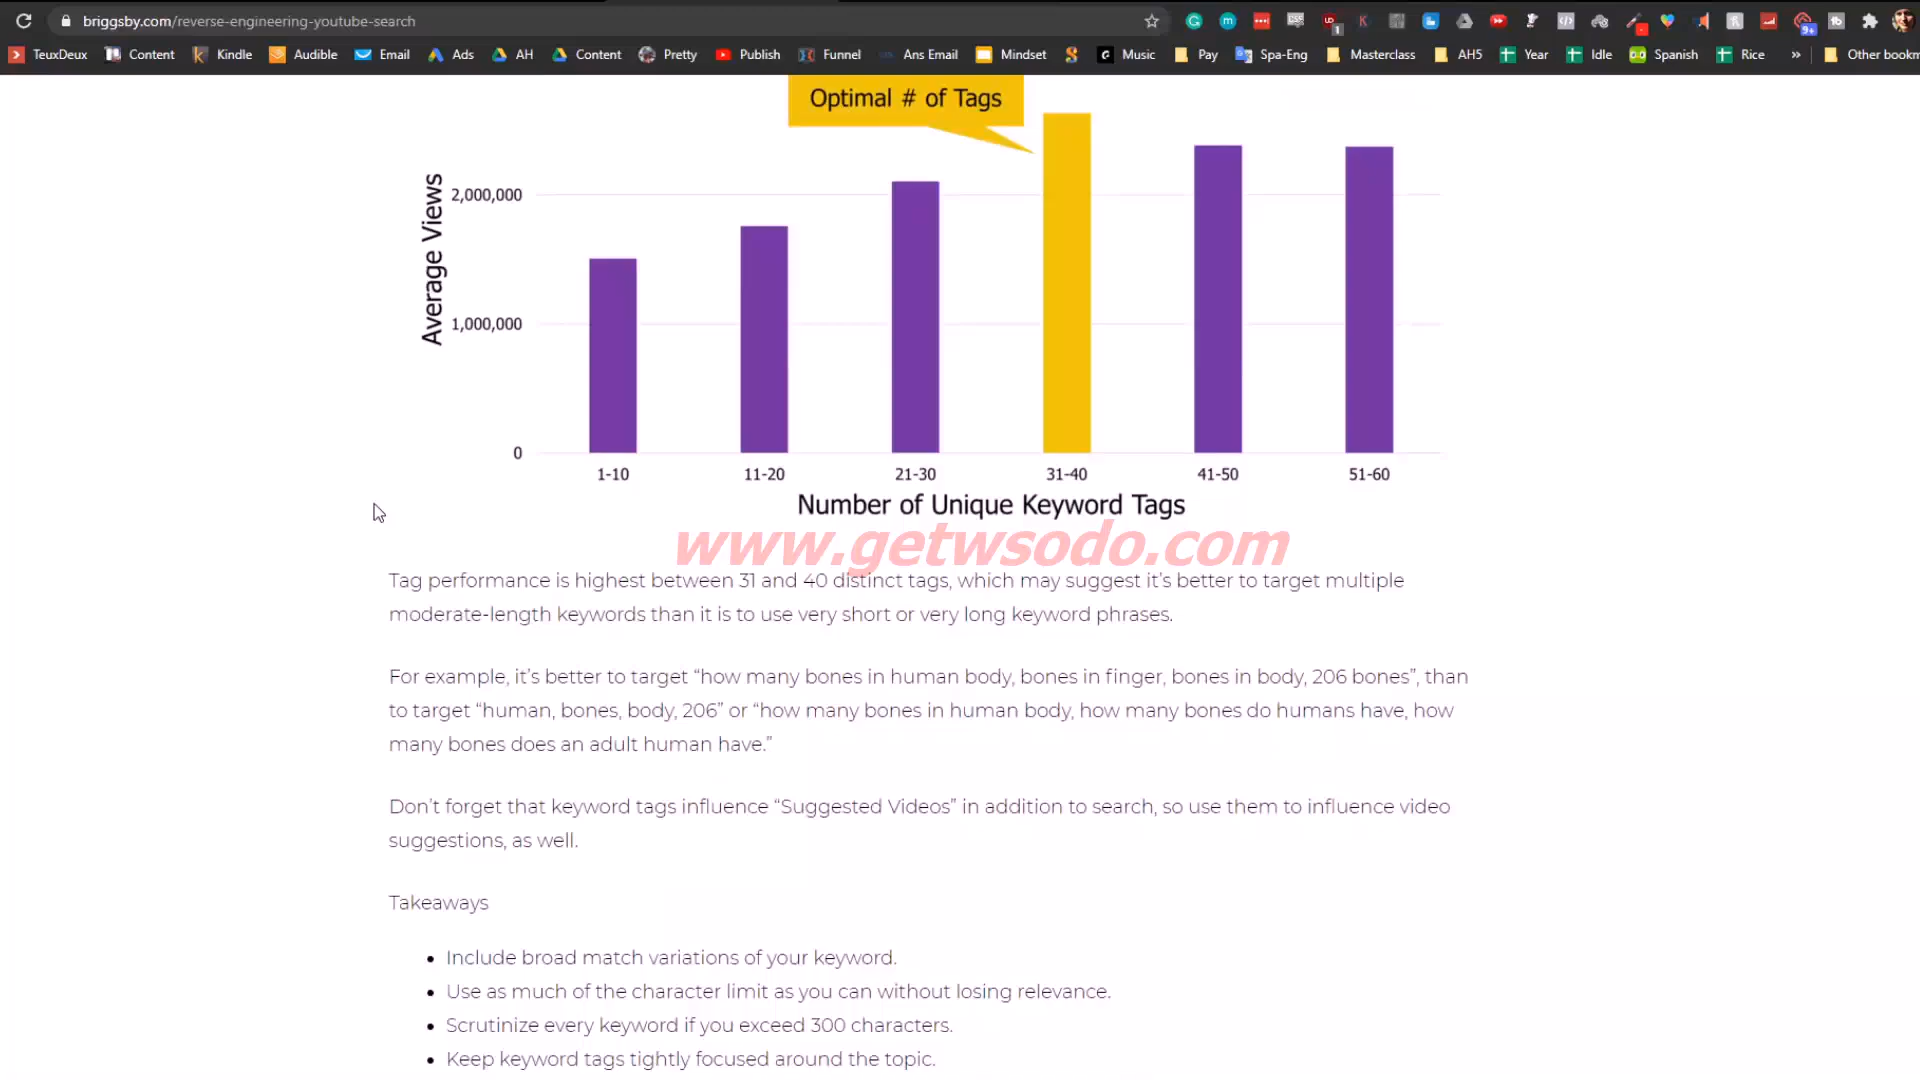 briggsby.com/reverse-engineering-youtube-search
TeuxDeux Content Kindle Audible Email Ads AH Content Pretty Publish Funnel Ans Email Mindset Music Pay Spa-Eng Masterclass AH5 Year Idle Spanish Rice » Other bookm
Optimal # of Tags
Average Views
2,000,000
1,000,000
0
1-10 11-20 21-30 31-40 41-50 51-60
Number of Unique Keyword Tags
www.getwsodo.com
Tag performance is highest between 31 and 40 distinct tags, which may suggest it’s better to target multiple
moderate-length keywords than it is to use very short or very long keyword phrases.
For example, it’s better to target “how many bones in human body, bones in finger, bones in body, 206 bones”, than
to target “human, bones, body, 206” or “how many bones in human body, how many bones do humans have, how
many bones does an adult human have.”
Don’t forget that keyword tags influence “Suggested Videos” in addition to search, so use them to influence video
suggestions, as well.
Takeaways
• Include broad match variations of your keyword.
• Use as much of the character limit as you can without losing relevance.
• Scrutinize every keyword if you exceed 300 characters.
• Keep keyword tags tightly focused around the topic.